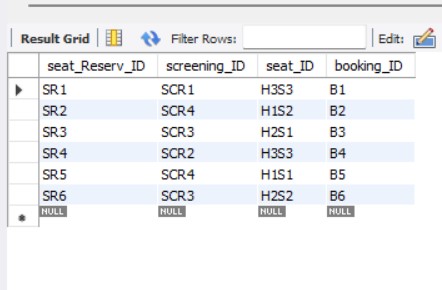 Result Grid Filter Rows: Edit:
seat_Reserv_ID screening_ID seat_ID booking_ID
SR1 SCR1 H3S3 B1
SR2 SCR4 H1S2 B2
SR3 SCR3 H2S1 B3
SR4 SCR2 H3S3 B4
SR5 SCR4 H1S1 B5
SR6 SCR3 H2S2 B6
NULL NULL NULL NULL